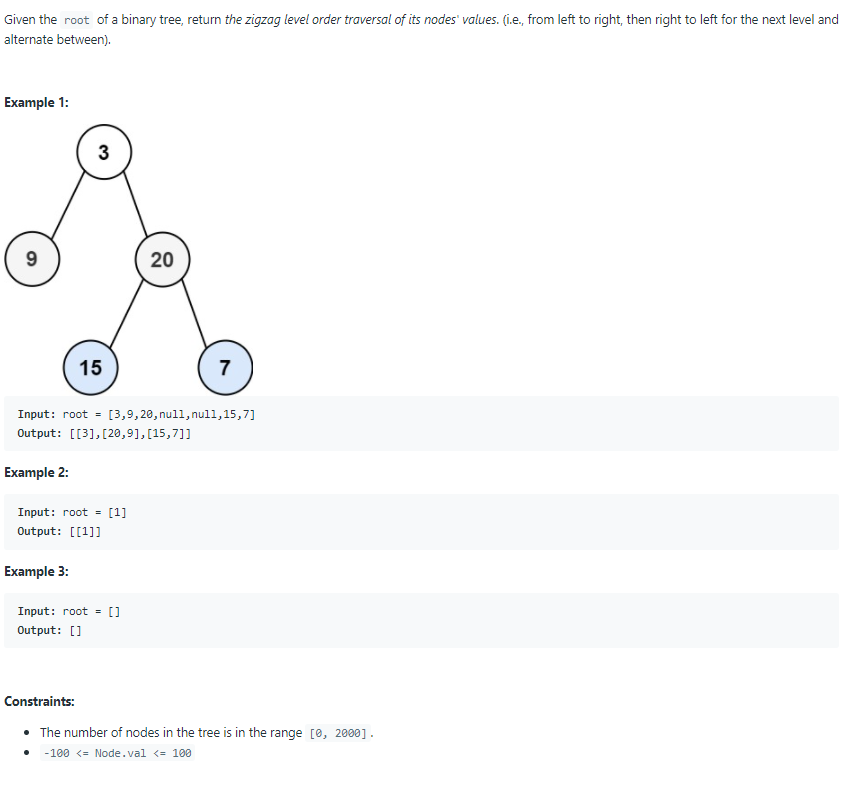 Given the root of a binary tree, return the zigzag level order traversal of its nodes' values. (i.e., from left to right, then right to left for the next level and
alternate between).
Example 1:
3
9
20
15
7
Input: root = [3,9,20,null,null,15,7]
Output: [[3],[20,9],[15,7]]
Example 2:
Input: root = [1]
Output: [[1]]
Example 3:
Input: root = []
Output: []
Constraints:
• The number of nodes in the tree is in the range [0, 2000].
• -100 <= Node.val <= 100